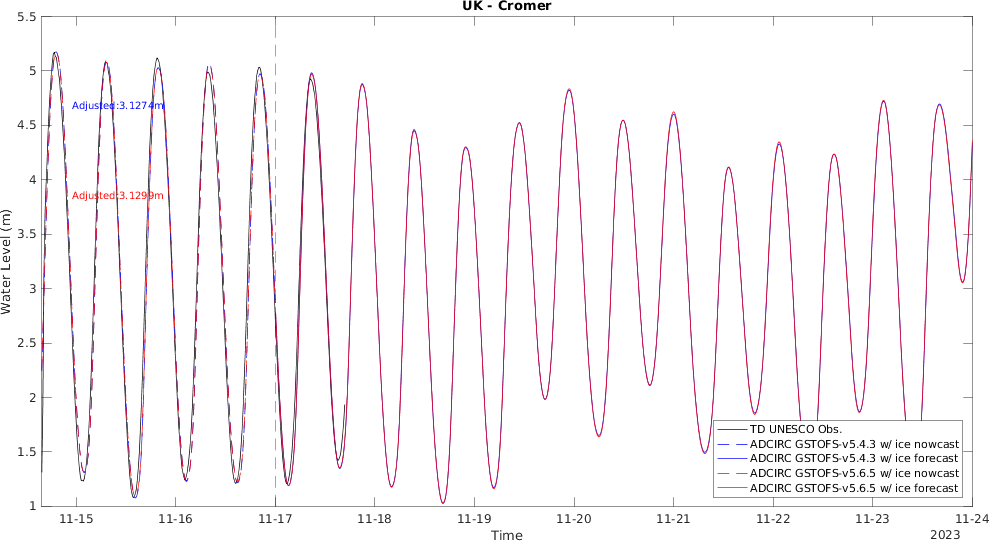 UK - Cromer
5.5
5
4.5
4
3.5
3
2.5
2
1.5
1
Water Level (m)
Adjusted:3.1274m
Adjusted:3.1299m
TD UNESCO Obs.
ADCIRC GSTOFS-v5.4.3 w/ ice nowcast
ADCIRC GSTOFS-v5.4.3 w/ ice forecast
ADCIRC GSTOFS-v5.6.5 w/ ice nowcast
ADCIRC GSTOFS-v5.6.5 w/ ice forecast
11-15 11-16 11-17 11-18 11-19 11-20 11-21 11-22 11-23 11-24
Time
2023